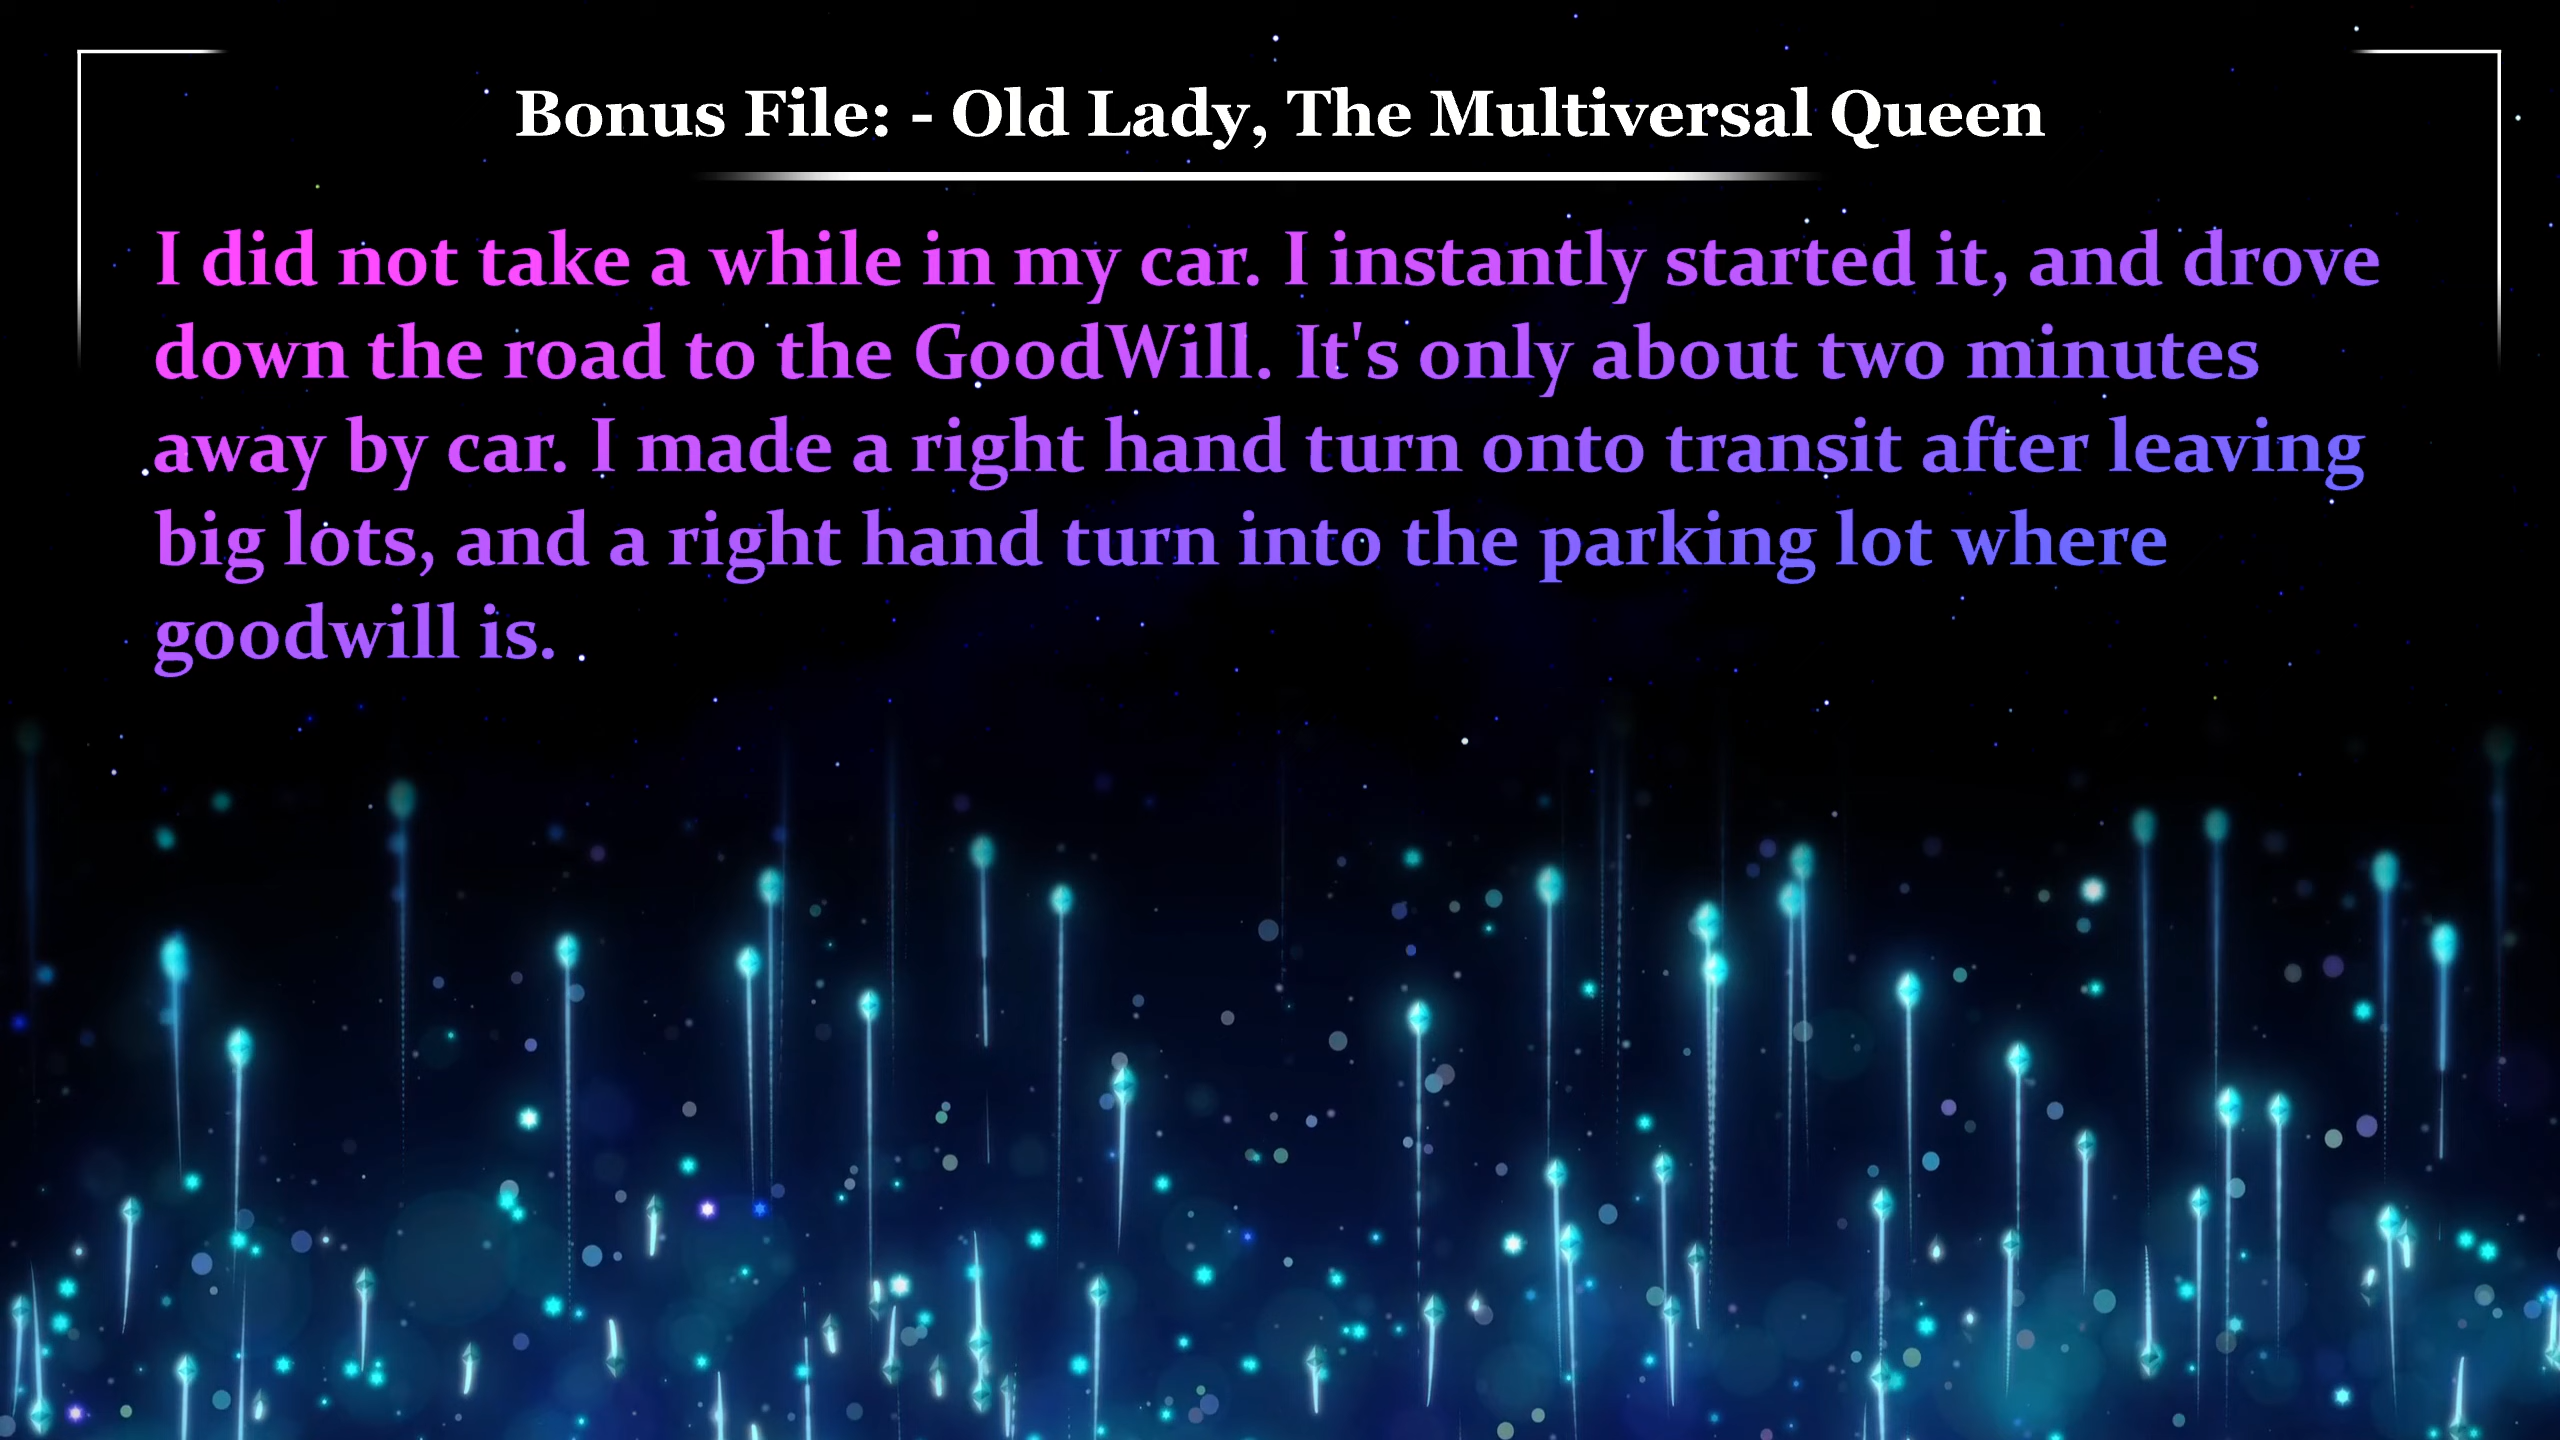 Bonus File: - Old Lady, The Multiversal Queen
I did not take a while in my car. I instantly started it, and drove
down the road to the GoodWill. It's only about two minutes
away by car. I made a right hand turn onto transit after leaving
big lots, and a right hand turn into the parking lot where
goodwill is.